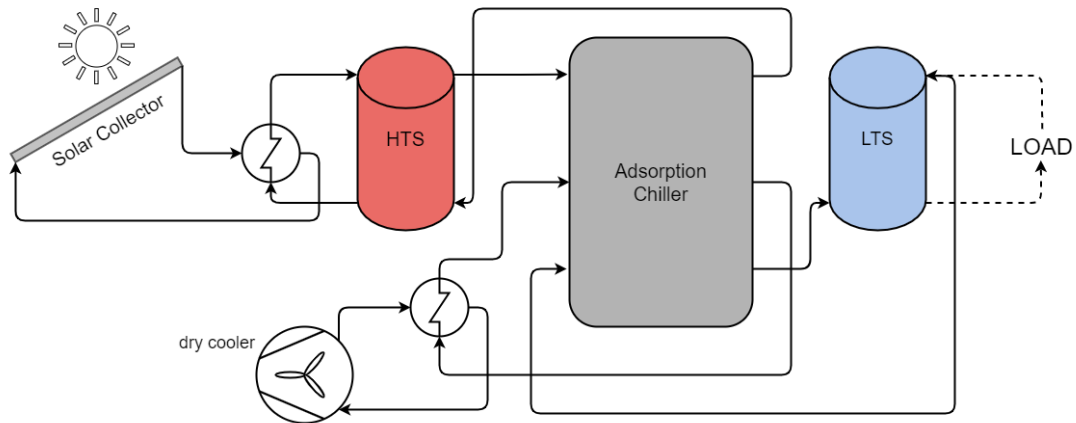 Solar Collector
HTS
Adsorption
Chiller
LTS
LOAD
dry cooler